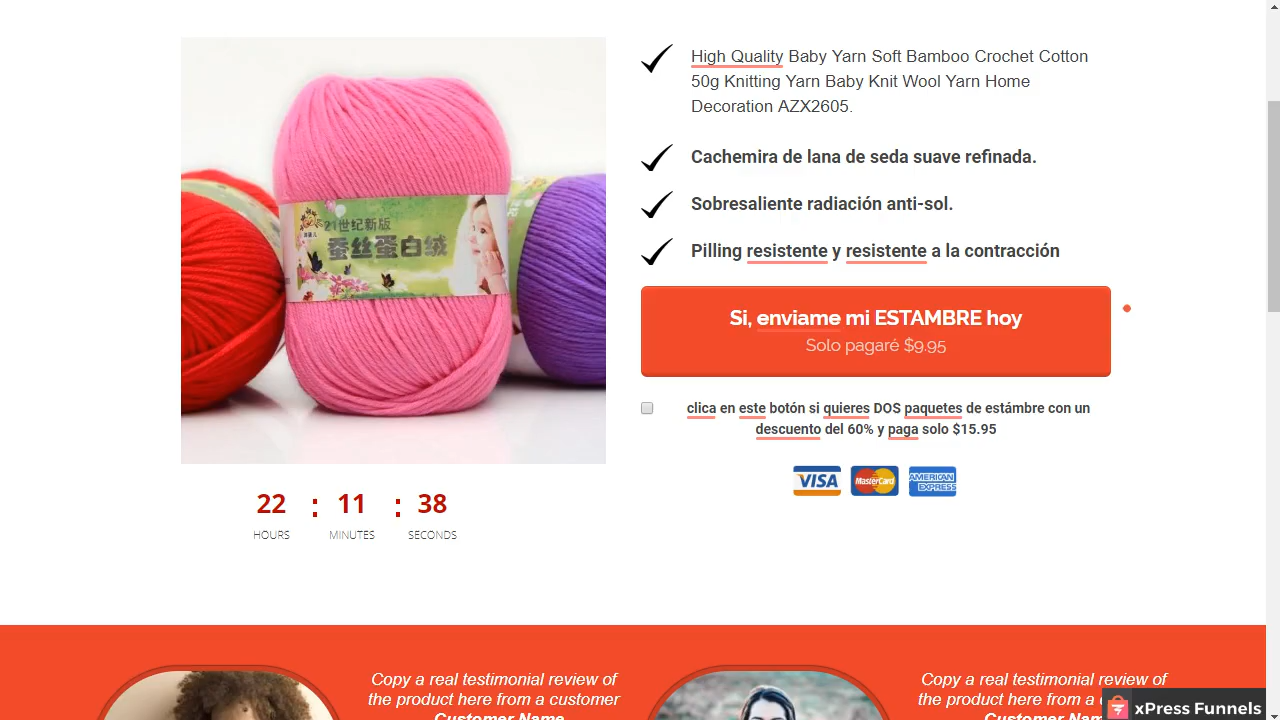 High Quality Baby Yarn Soft Bamboo Crochet Cotton
50g Knitting Yarn Baby Knit Wool Yarn Home
Decoration AZX2605.
Cachemira de lana de seda suave refinada.
Sobresaliente radiación anti-sol.
Pilling resistente y resistente a la contracción
21世纪新版
蚕丝蛋白绒
Si, enviame mi ESTAMBRE hoy
Solo pagaré $9.95
clica en este botón si quieres DOS paquetes de estámbre con un
descuento del 60% y paga solo $15.95
VISA
MasterCard
AMERICAN
EXPRESS
22 : 11 : 38
HOURS MINUTES SECONDS
Copy a real testimonial review of
the product here from a customer
Customer Name
Copy a real testimonial review of
the product here from a
Customer
xPress Funnels